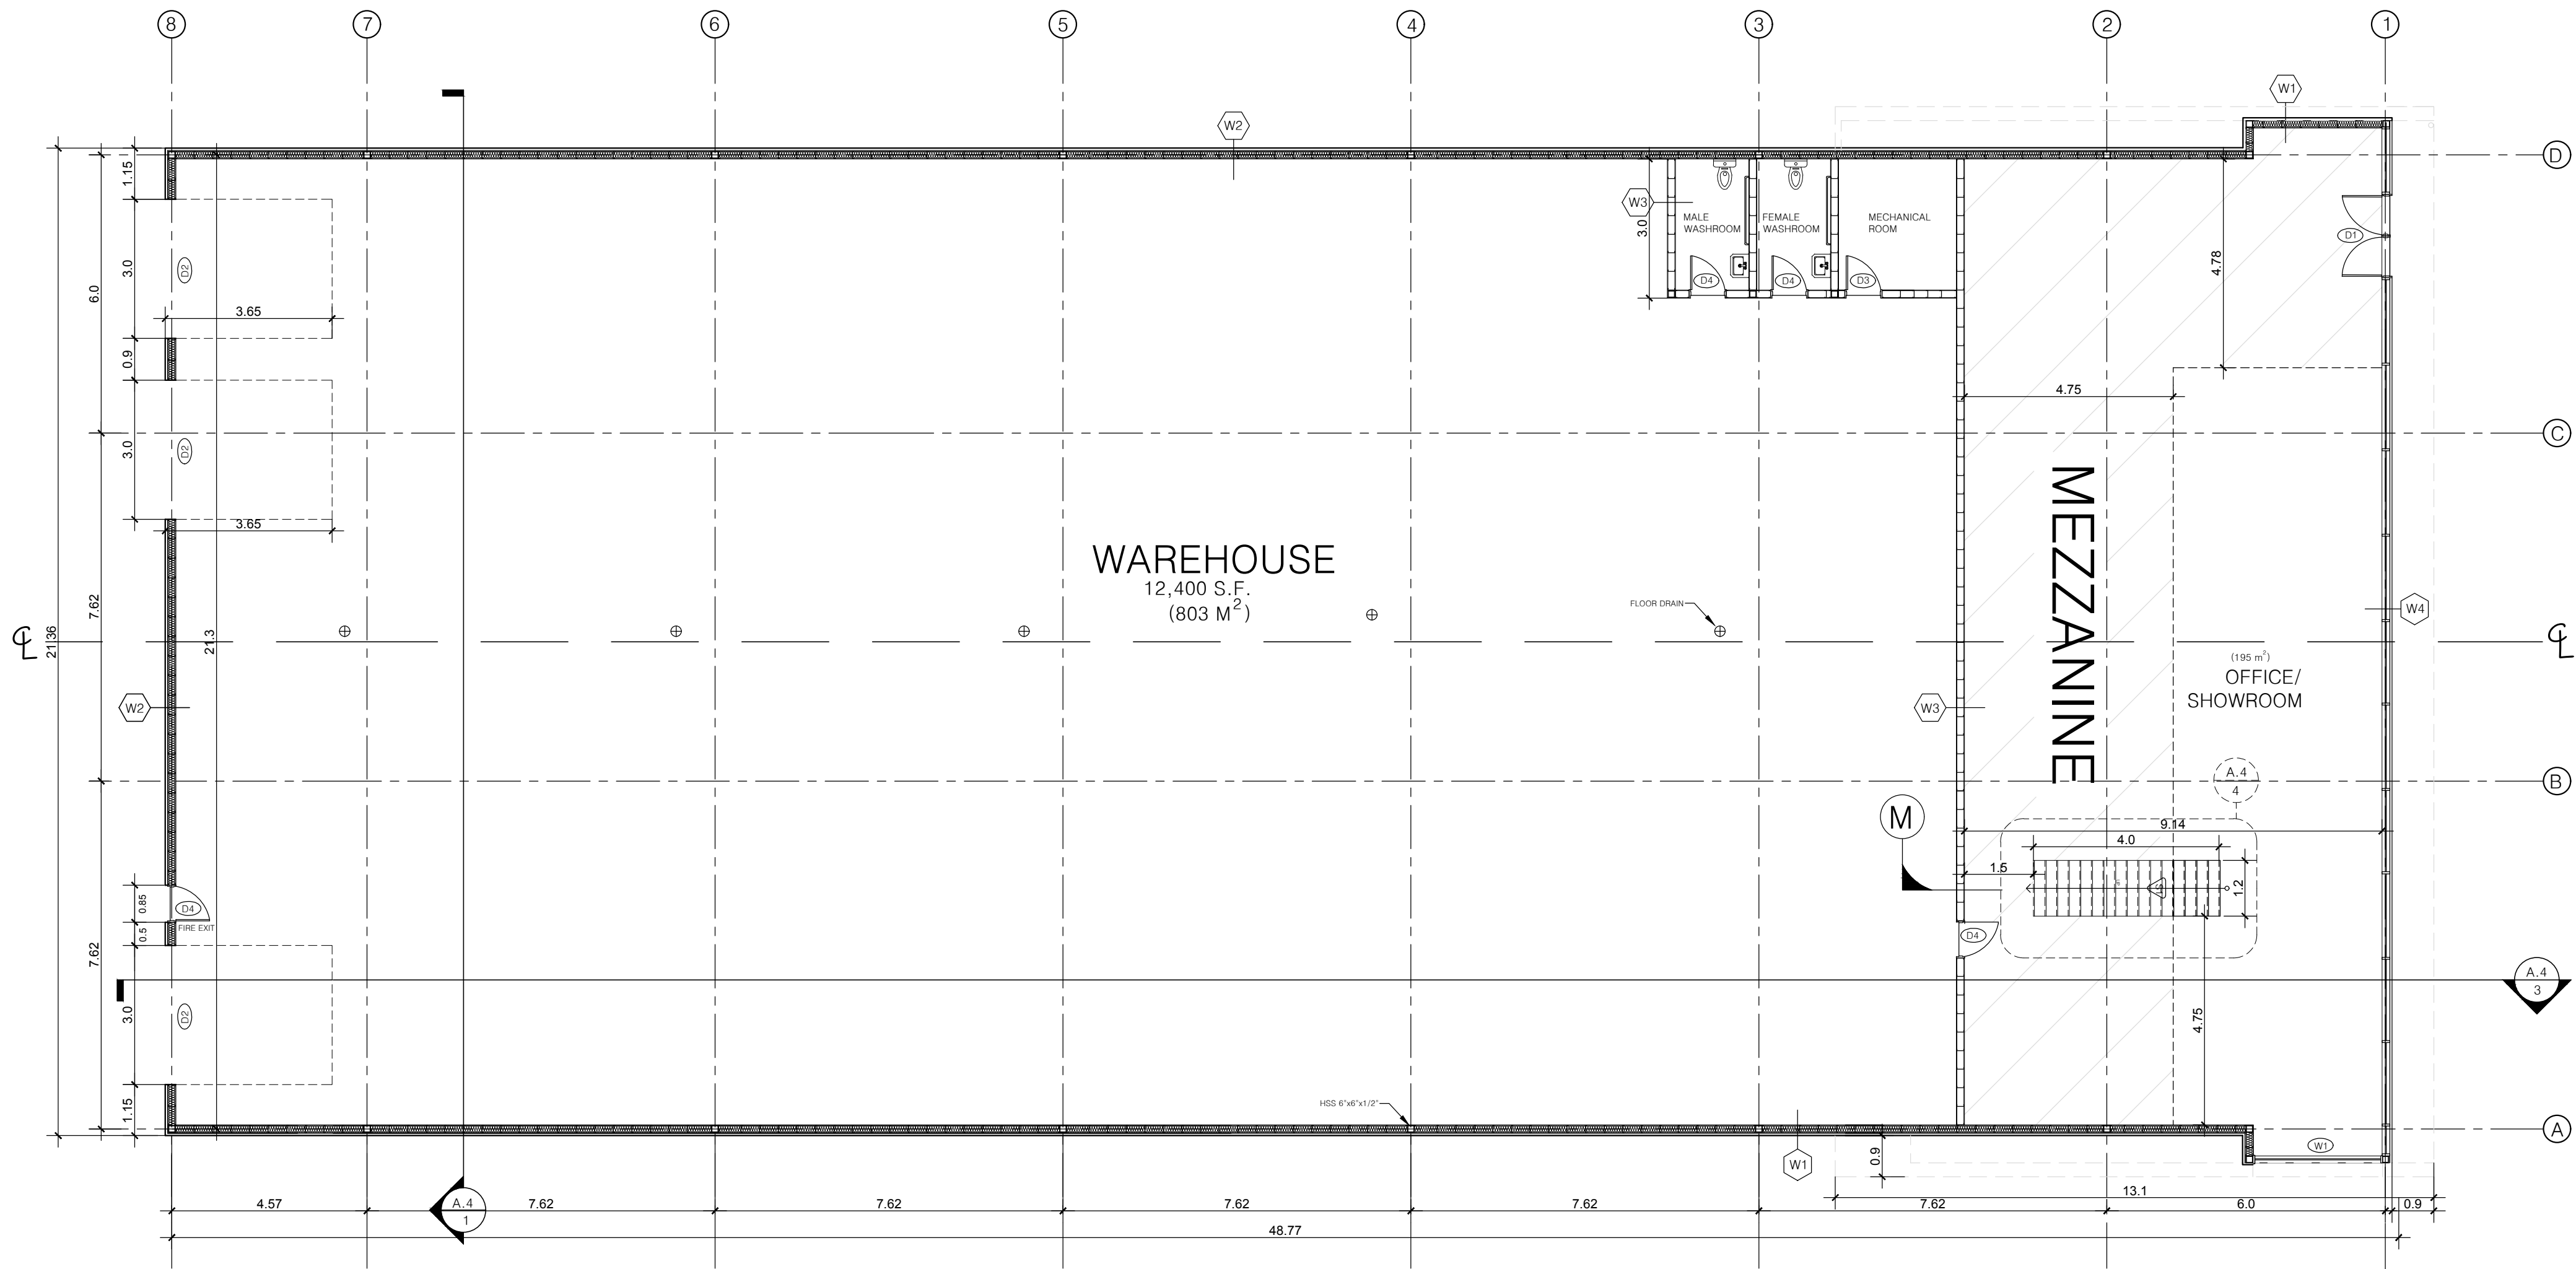 8 7 6 5 4 3 2 1
W1
W2
D
1.15
W3
MALE
WASHROOM
FEMALE
WASHROOM
MECHANICAL
ROOM
3.0
D1
4.78
3.0
D2
6.0
D4
D4
D3
3.65
0.9
4.75
C
3.0
D2
3.65
MEZZANINE
WAREHOUSE
12,400 S.F.
(803 M²)
FLOOR DRAIN
7.62
W4
2136
21.3
(195 m²)
OFFICE/
SHOWROOM
W2
W3
A.4
4
B
M
9.14
4.0
1.5
1.2
0.85
D4
FIRE EXIT
0.5
D4
7.62
A.4
3
3.0
D2
4.75
HSS 6"x6"x1/2"
1.15
A
W1
W1
0.9
13.1
4.57
A.4
1
7.62
7.62
7.62
7.62
7.62
6.0
0.9
48.77